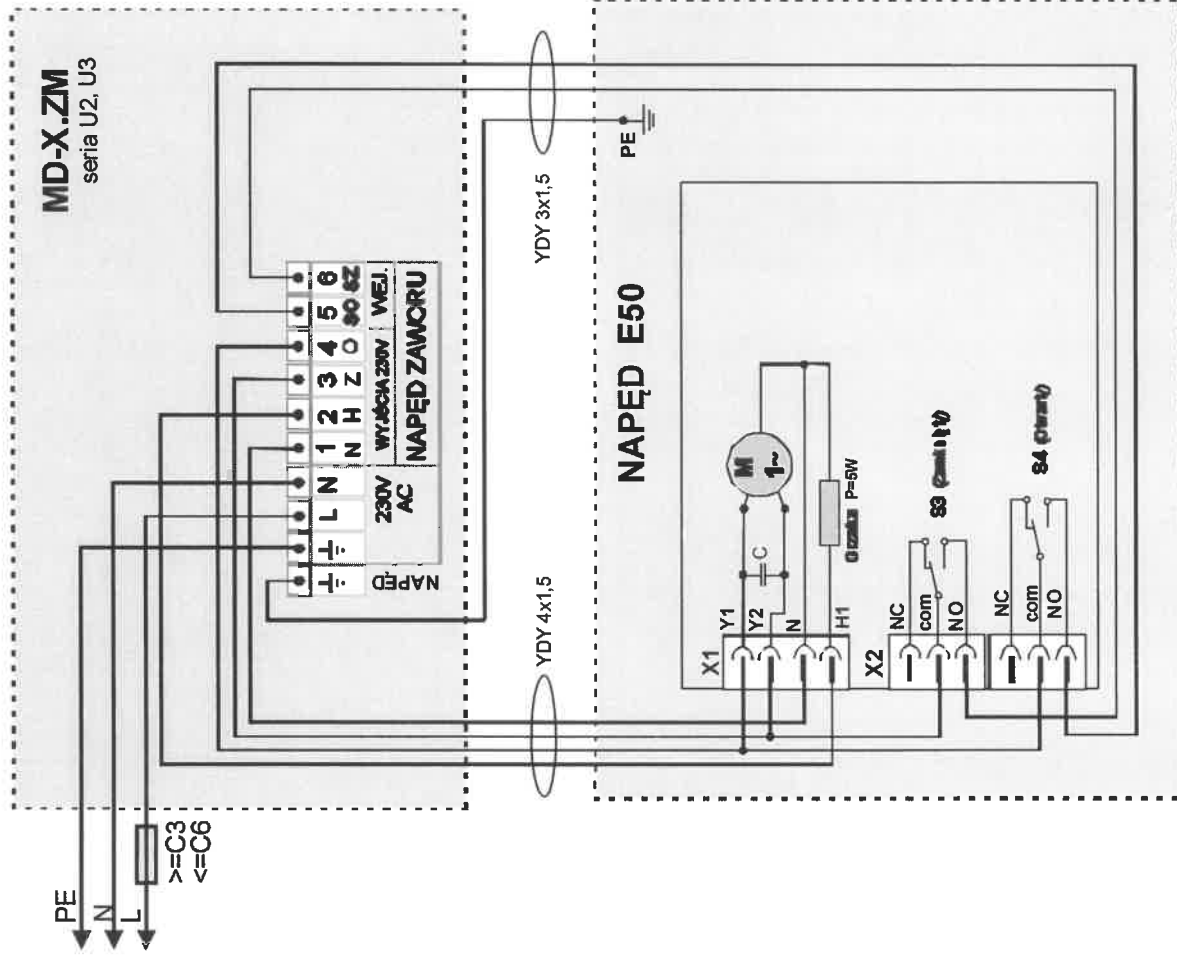 MD-X.ZM
seria U2, U3
6
5
4
3
2
1
N
L
SZ
SO
O
Z
H
N
WEJ.
WYJŚCIA 230V
NAPĘD ZAWORU
230V
AC
NAPĘD
PE
N
L
>=C3
<=C6
YDY 3x1,5
YDY 4x1,5
PE
NAPĘD E50
M
1~
C
P=5W
X1
Y1
Y2
N
H1
X2
NC
com
NO
S3
NC
com
NO
S4